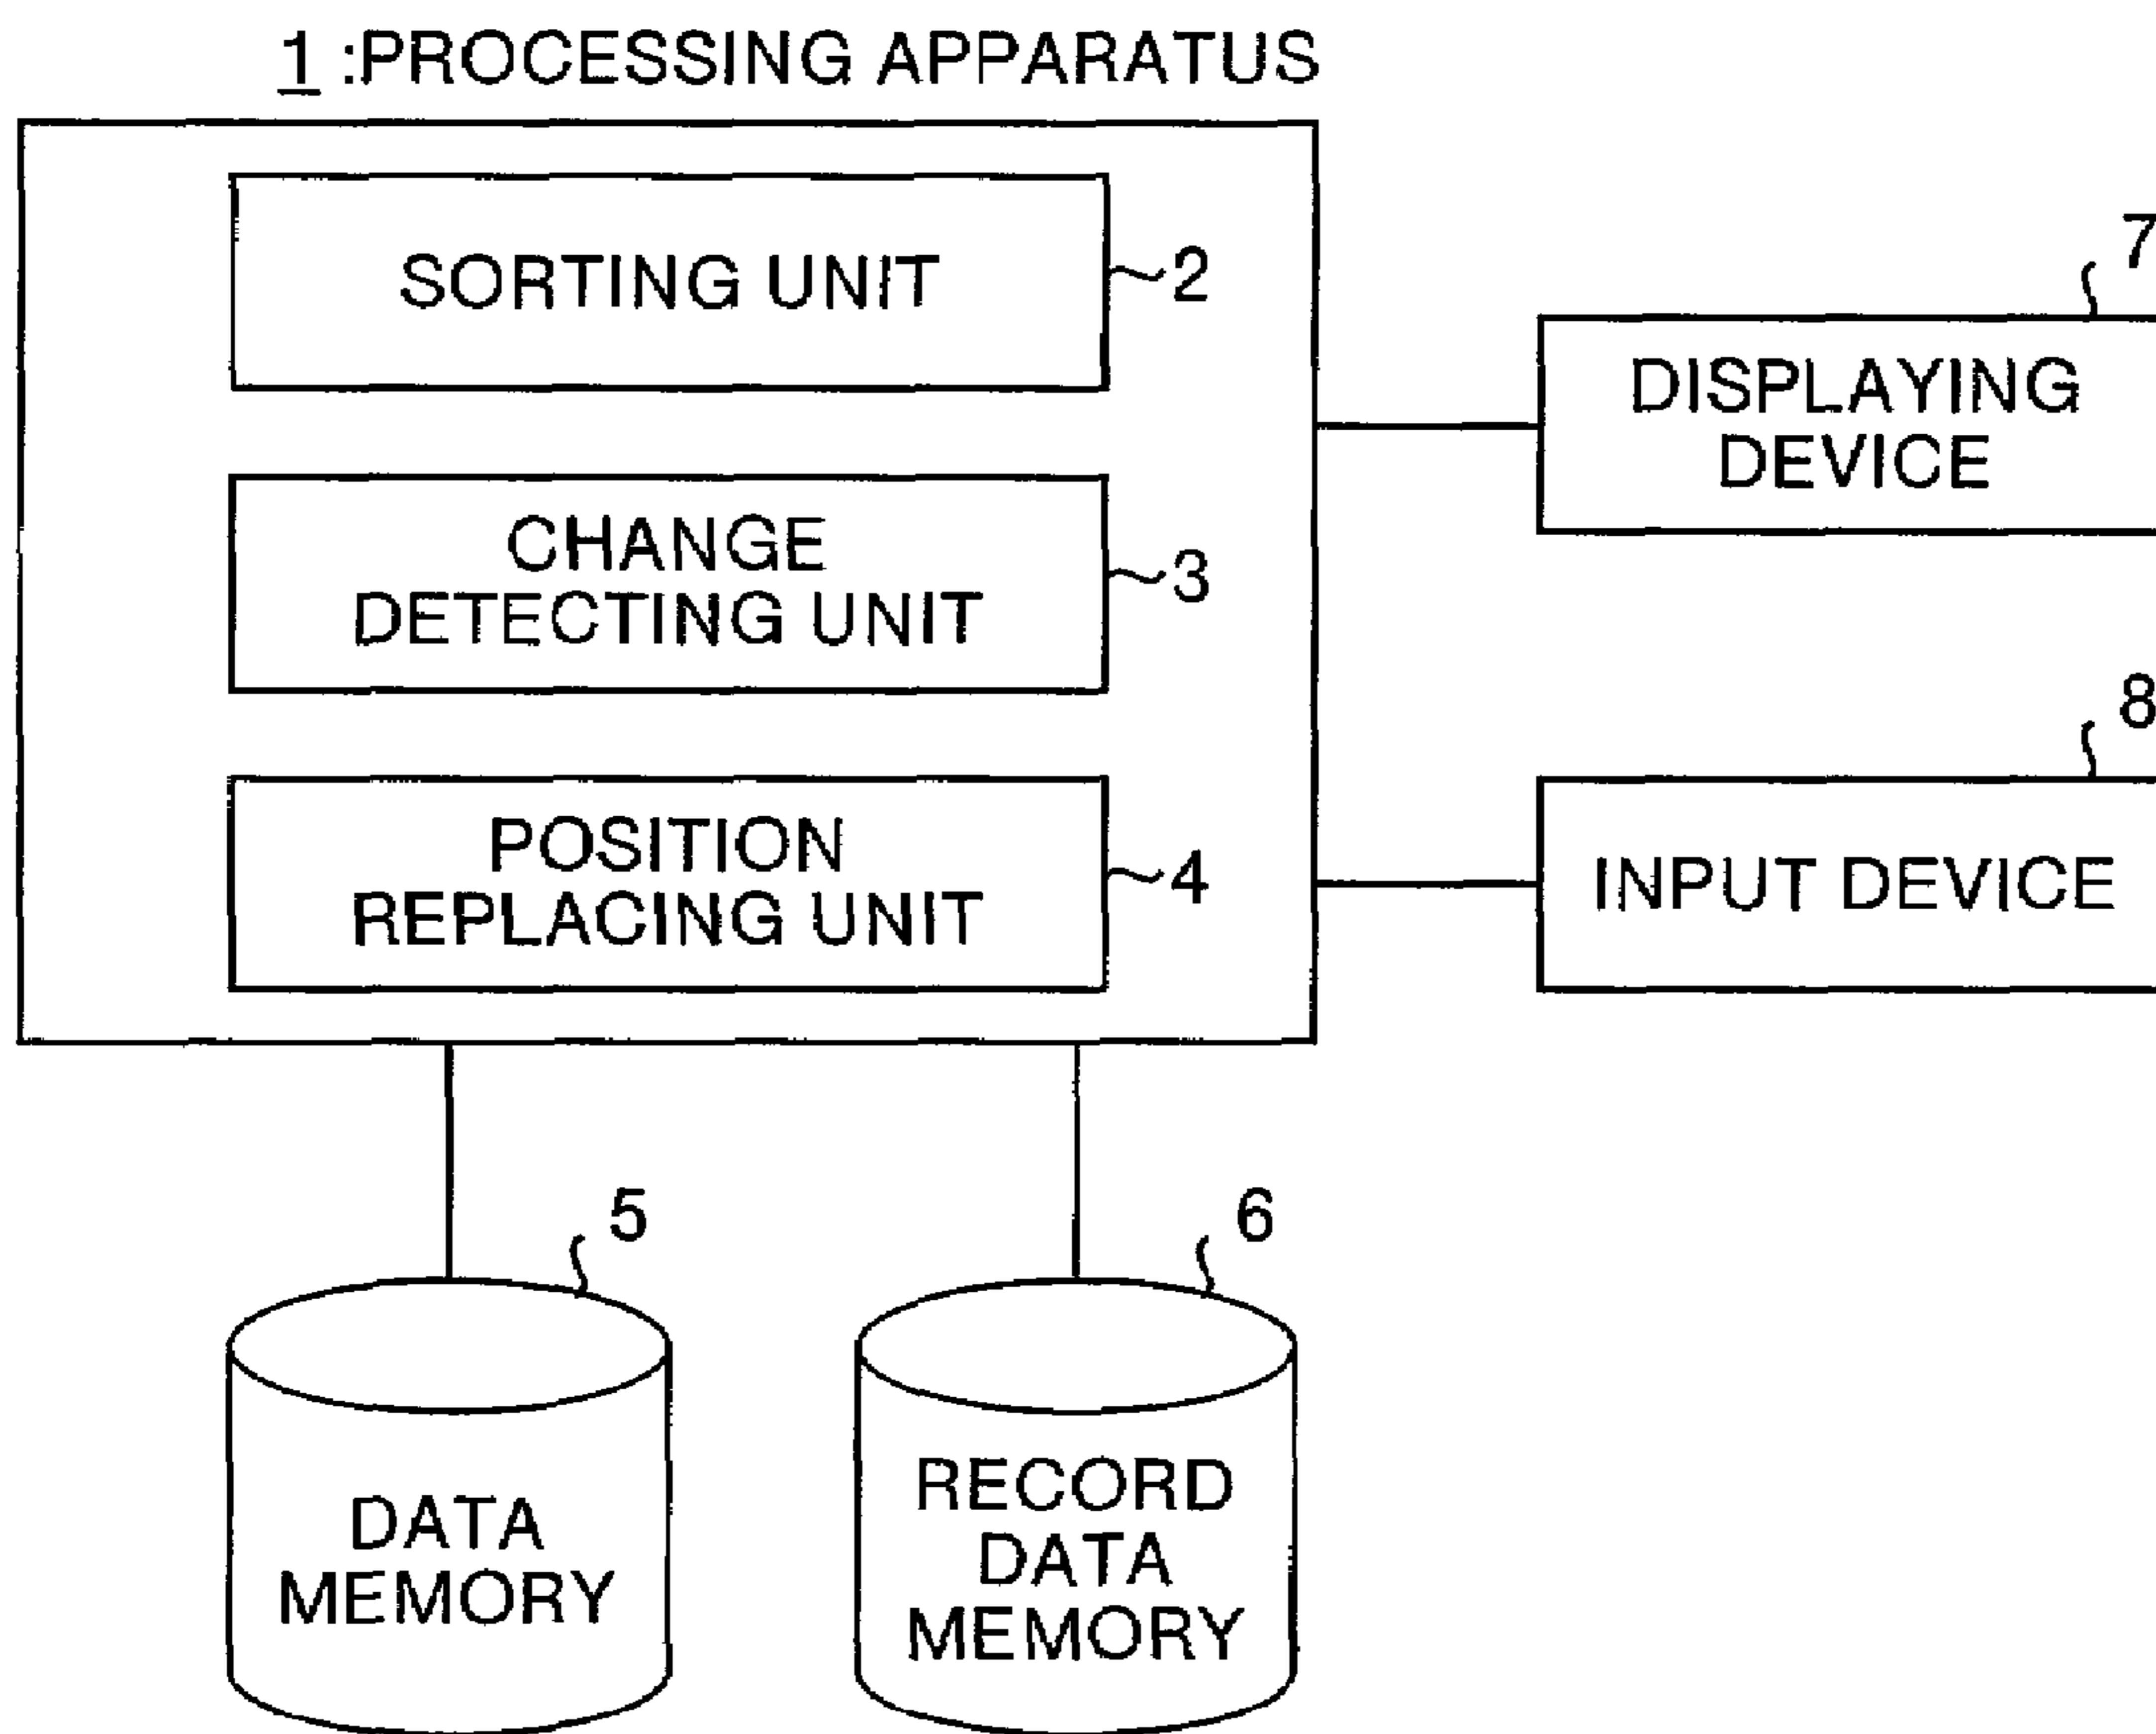 1 :PROCESSING APPARATUS
SORTING UNIT
2
CHANGE
DETECTING UNIT
3
POSITION
REPLACING UNIT
4
7
DISPLAYING
DEVICE
8
INPUT DEVICE
5
DATA
MEMORY
6
RECORD
DATA
MEMORY